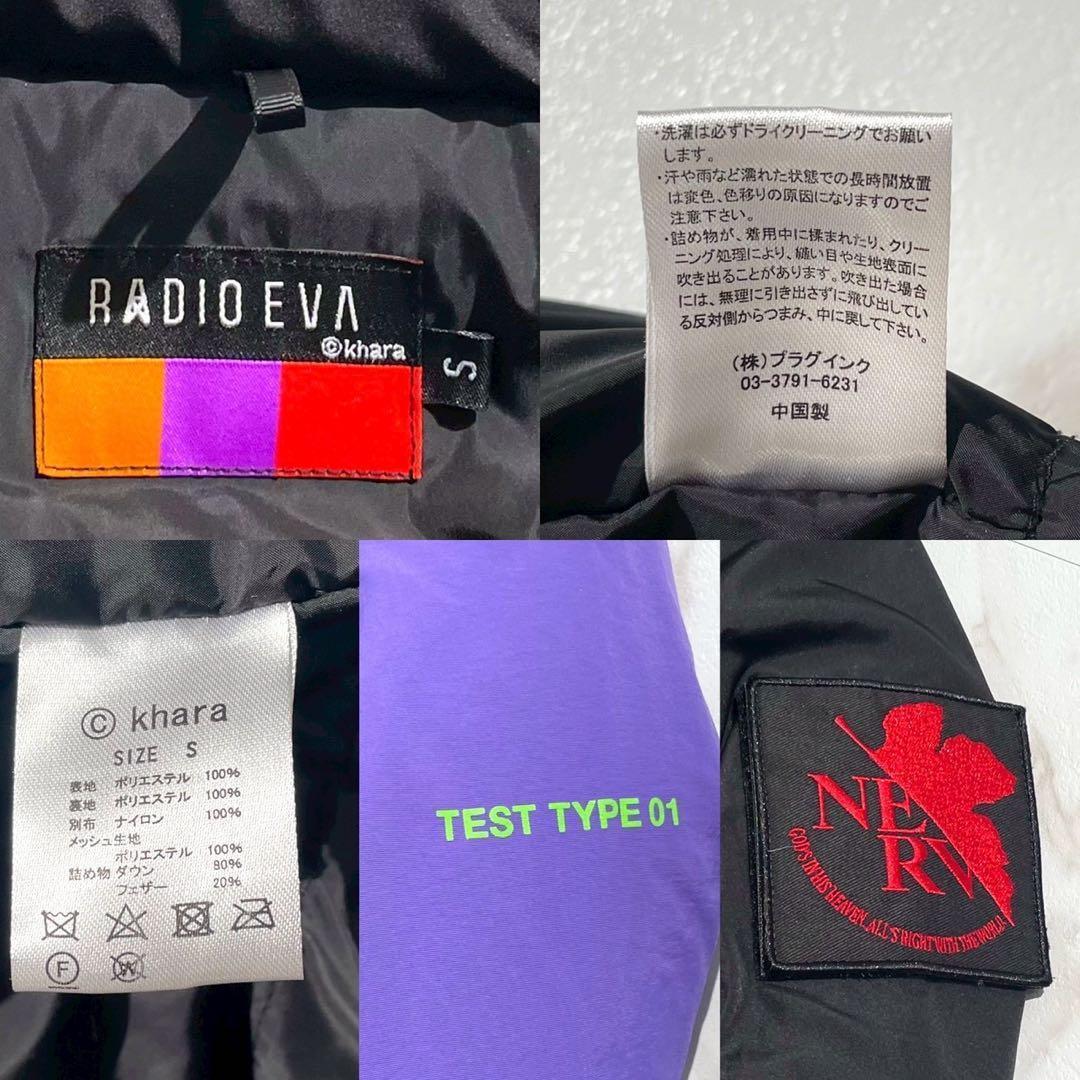 RADIO EVA
©khara
S
・洗濯は必ずドライクリーニングでお願い
します。
・汗や雨など濡れた状態での長時間放置
は変色、色移りの原因になりますのでご
注意下さい。
・詰め物が、着用中に揉まれたり、クリー
ニング処理により、縫い目や生地表面に
吹き出ることがあります。吹き出た場合
には、無理に引き出さずに飛び出してい
る反対側からつまみ、中に戻して下さい。
(株)プラグインク
03-3791-6231
中国製
© khara
SIZE S
表地 ポリエステル 100%
裏地 ポリエステル 100%
別布 ナイロン 100%
メッシュ生地
ポリエステル 100%
詰め物 ダウン 80%
フェザー 20%
F
W
TEST TYPE 01
NERV
GOD'S IN HIS HEAVEN. ALL'S RIGHT WITH THE WORLD.